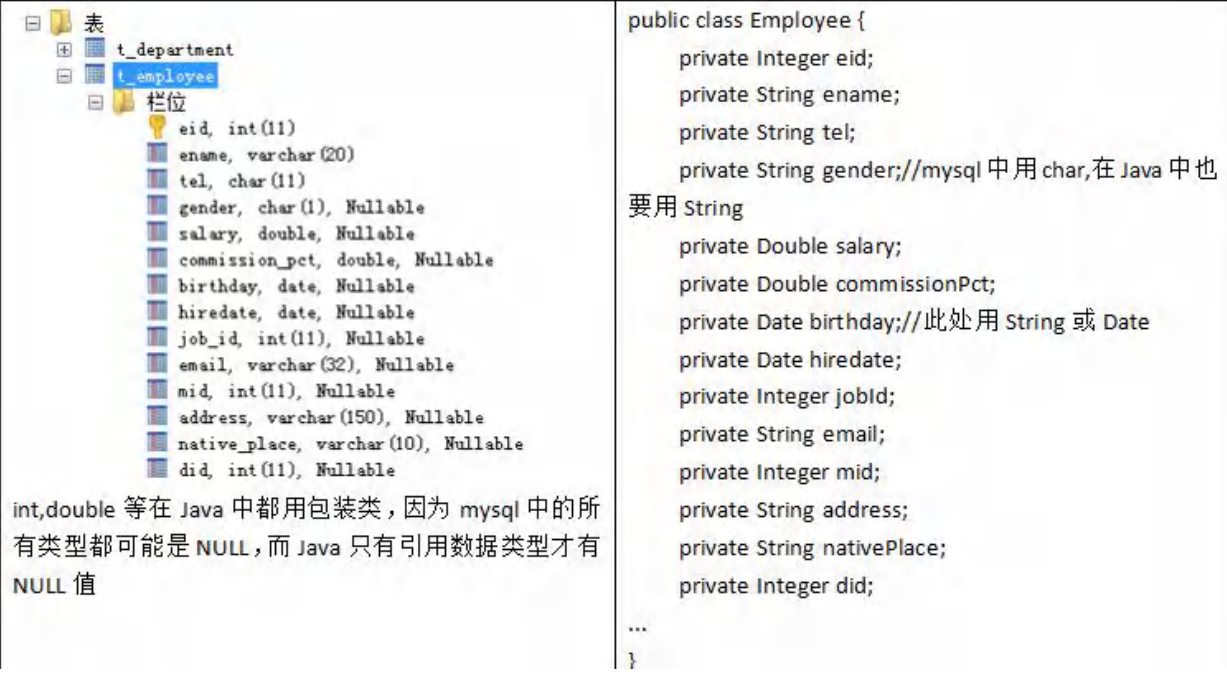 表
t_department
t_employee
栏位
eid, int(11)
ename, varchar(20)
tel, char(11)
gender, char(1), Nullable
salary, double, Nullable
commission_pct, double, Nullable
birthday, date, Nullable
hiredate, date, Nullable
job_id, int(11), Nullable
email, varchar(32), Nullable
mid, int(11), Nullable
address, varchar(150), Nullable
native_place, varchar(10), Nullable
did, int(11), Nullable
int,double 等在 Java 中都用包装类，因为 mysql 中的所
有类型都可能是 NULL，而 Java 只有引用数据类型才有
NULL 值
public class Employee {
private Integer eid;
private String ename;
private String tel;
private String gender;//mysql 中用 char,在 Java 中也
要用 String
private Double salary;
private Double commissionPct;
private Date birthday;//此处用 String 或 Date
private Date hiredate;
private Integer jobId;
private String email;
private Integer mid;
private String address;
private String nativePlace;
private Integer did;
...
}